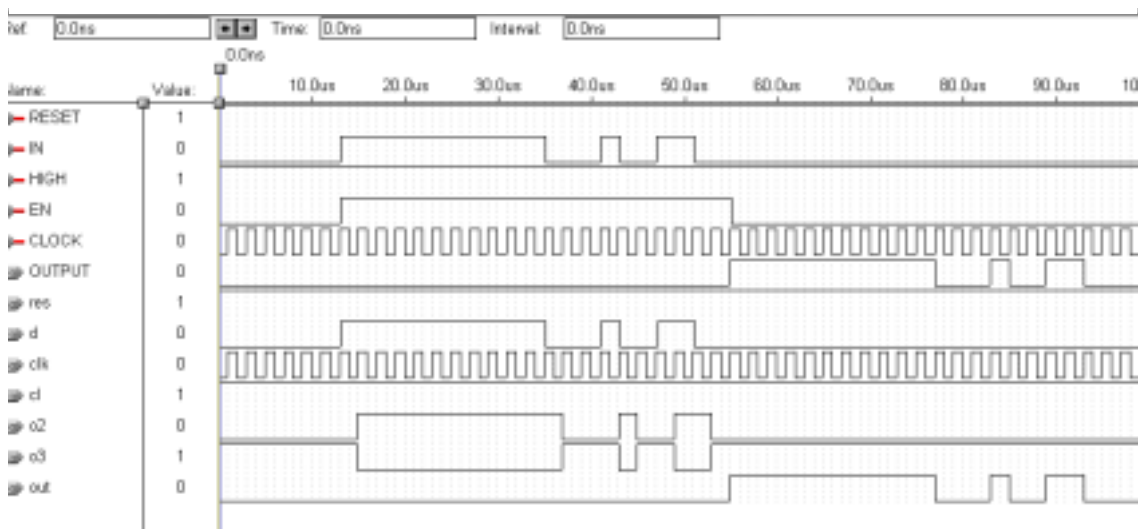 Ref: 0.0ns Time: 0.0ns Interval: 0.0ns
0.0ns
Name: Value: 10.0us 20.0us 30.0us 40.0us 50.0us 60.0us 70.0us 80.0us 90.0us 10
RESET 1
IN 0
HIGH 1
EN 0
CLOCK 0
OUTPUT 0
res 1
d 0
clk 0
cl 1
o2 0
o3 1
out 0